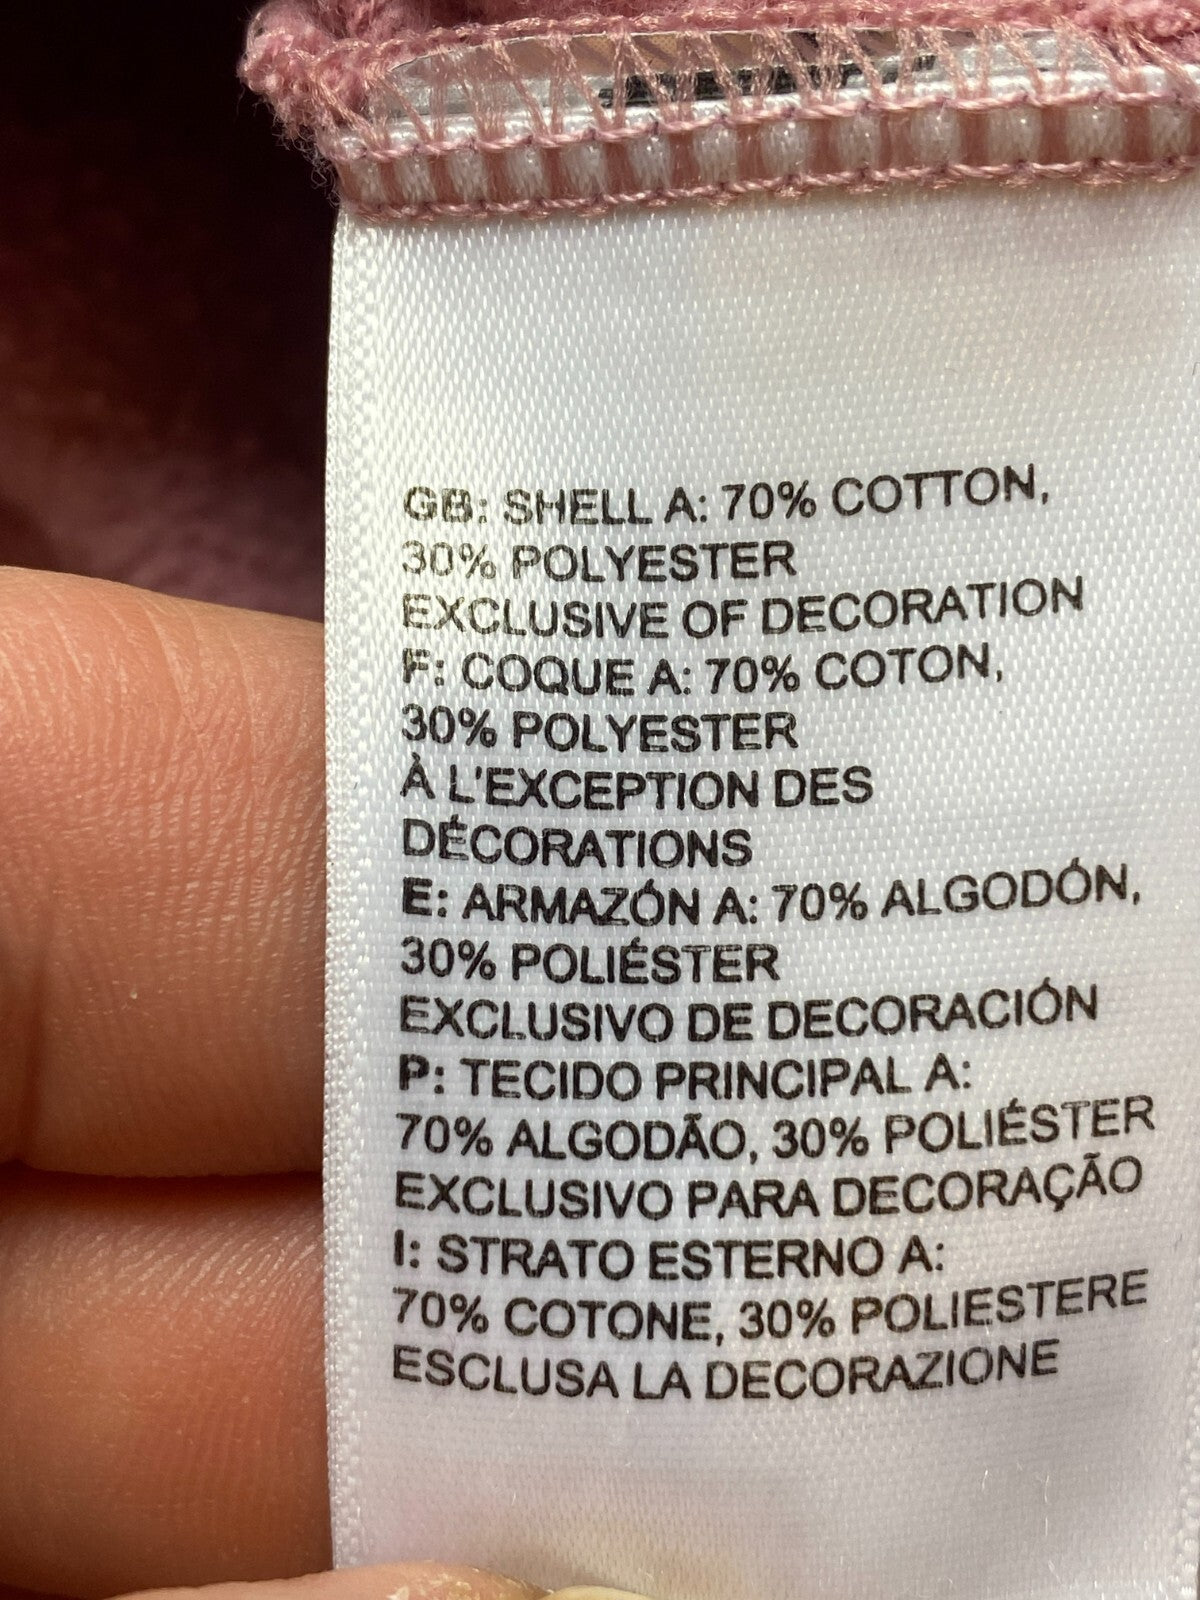 GB: SHELL A: 70% COTTON,
30% POLYESTER
EXCLUSIVE OF DECORATION
F: COQUE A: 70% COTON,
30% POLYESTER
À L'EXCEPTION DES
DÉCORATIONS
E: ARMAZÓN A: 70% ALGODÓN,
30% POLIÉSTER
EXCLUSIVO DE DECORACIÓN
P: TECIDO PRINCIPAL A:
70% ALGODÃO, 30% POLIÉSTER
EXCLUSIVO PARA DECORAÇÃO
I: STRATO ESTERNO A:
70% COTONE, 30% POLIESTERE
ESCLUSA LA DECORAZIONE